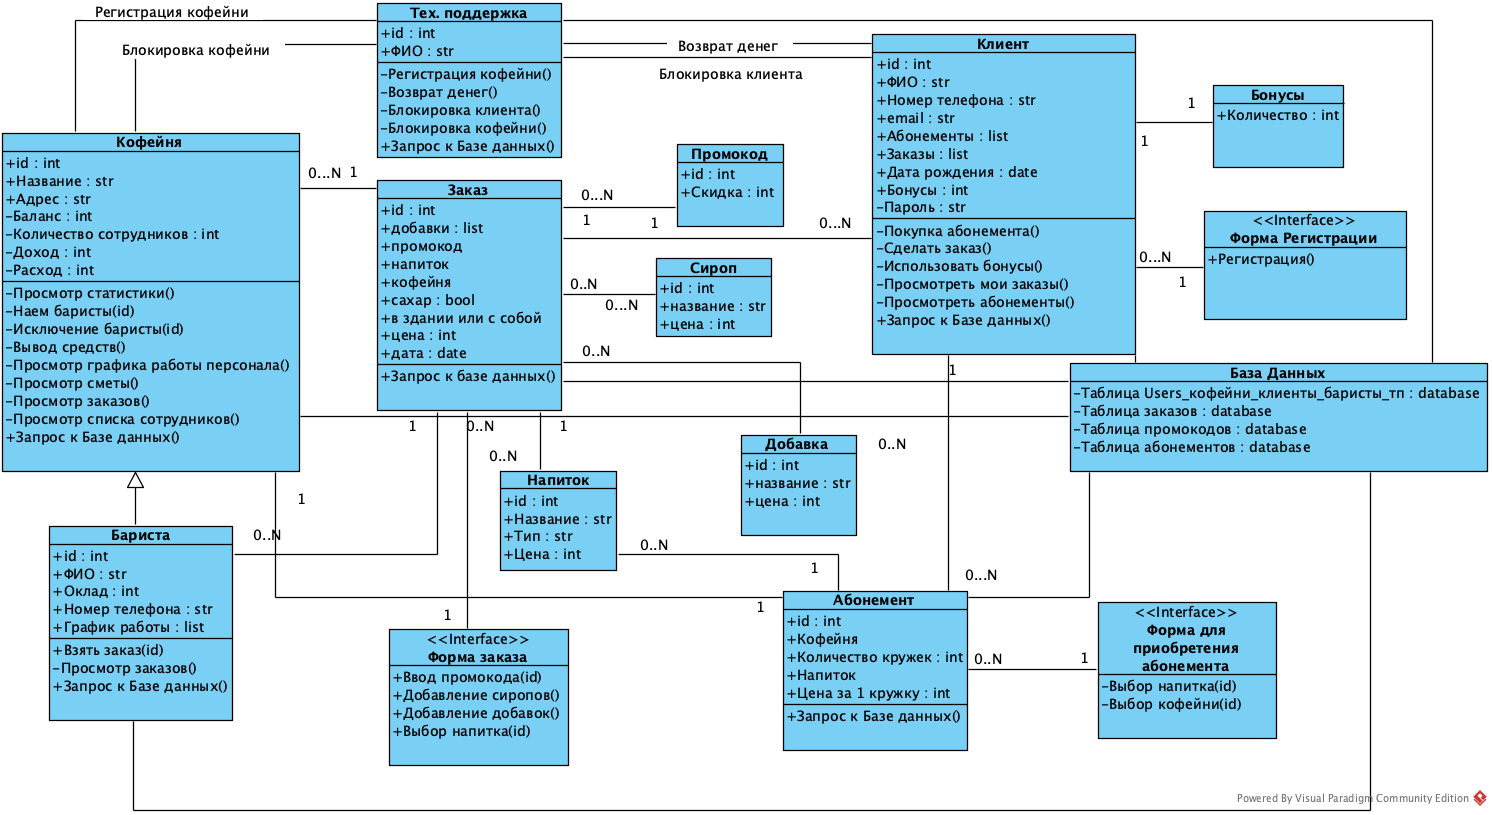 Регистрация кофейни
Блокировка кофейни
Тех. поддержка
+id : int
+ФИО : str
-Регистрация кофейни()
-Возврат денег()
-Блокировка клиента()
-Блокировка кофейни()
+Запрос к Базе данных()
Возврат денег
Блокировка клиента
Клиент
+id : int
+ФИО : str
+Номер телефона : str
+email : str
+Абонементы : list
+Заказы : list
+Дата рождения : date
+Бонусы : int
-Пароль : str
-Покупка абонемента()
-Сделать заказ()
-Использовать бонусы()
-Просмотреть мои заказы()
-Просмотреть абонементы()
+Запрос к Базе данных()
1
1
Бонусы
+Количество : int
Кофейня
+id : int
+Название : str
+Адрес : str
-Баланс : int
-Количество сотрудников : int
-Доход : int
-Расход : int
-Просмотр статистики()
-Наем баристы(id)
-Исключение баристы(id)
-Вывод средств()
-Просмотр графика работы персонала()
-Просмотр сметы()
-Просмотр заказов()
-Просмотр списка сотрудников()
+Запрос к Базе данных()
0...N
1
Заказ
+id : int
+добавки : list
+промокод
+напиток
+кофейня
+сахар : bool
+в здании или с собой
+цена : int
+дата : date
+Запрос к базе данных()
0...N
1
1
Промокод
+id : int
+Скидка : int
0...N
<<Interface>>
Форма Регистрации
+Регистрация()
0...N
1
Сироп
+id : int
+название : str
+цена : int
0..N
0...N
0..N
1
База Данных
-Таблица Users_кофейни_клиенты_баристы_тп : database
-Таблица заказов : database
-Таблица промокодов : database
-Таблица абонементов : database
1
0..N
1
0..N
Добавка
+id : int
+название : str
+цена : int
0..N
Напиток
+id : int
+Название : str
+Тип : str
+Цена : int
1
0..N
Бариста
+id : int
+ФИО : str
+Оклад : int
+Номер телефона : str
+График работы : list
+Взять заказ(id)
-Просмотр заказов()
+Запрос к Базе данных()
0..N
1
0...N
1
1
<<Interface>>
Форма заказа
+Ввод промокода(id)
+Добавление сиропов()
+Добавление добавок()
+Выбор напитка(id)
Абонемент
+id : int
+Кофейня
+Количество кружек : int
+Напиток
+Цена за 1 кружку : int
+Запрос к Базе данных()
0..N
1
<<Interface>>
Форма для
приобретения
абонемента
-Выбор напитка(id)
-Выбор кофейни(id)
Powered By Visual Paradigm Community Edition